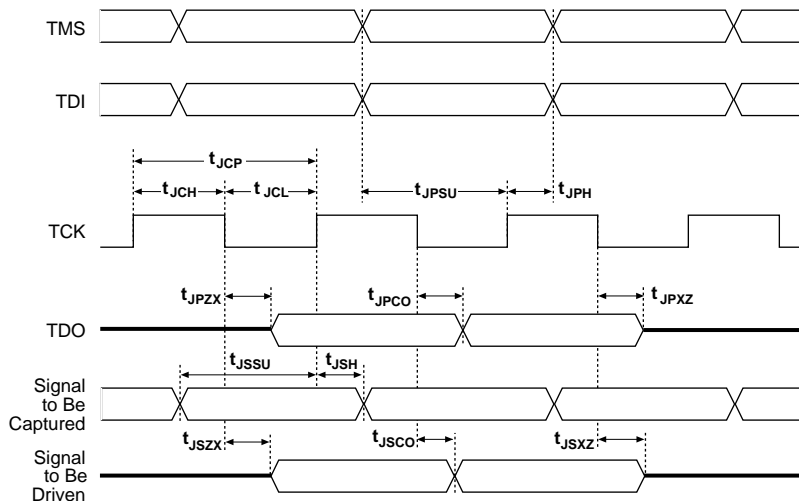 TMS
TDI
tJCP
tJCH
tJCL
tJPSU
tJPH
TCK
tJPZX
tJPCO
tJPXZ
TDO
tJSSU
tJSH
Signal
to Be
Captured
tJSZX
tJSCO
tJSXZ
Signal
to Be
Driven